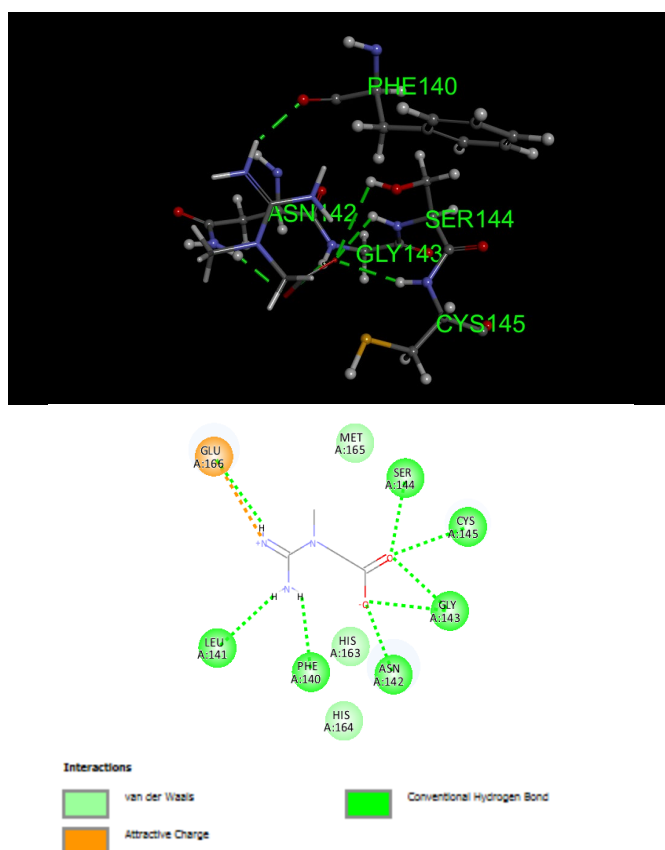 PHE140
ASN142
SER144
GLY143
CYS145
GLU
A:166
MET
A:165
SER
A:144
CYS
A:145
H
+N
N
O
N
H H
-O
GLY
A:143
LEU
A:141
HIS
A:163
PHE
A:140
ASN
A:142
HIS
A:164
Interactions
van der Waals
Conventional Hydrogen Bond
Attractive Charge